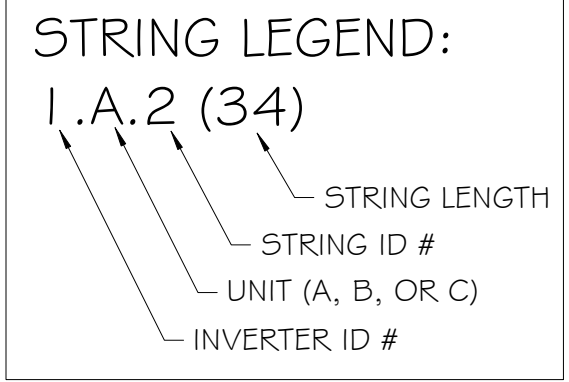 STRING LEGEND:
1.A.2 (34)
STRING LENGTH
STRING ID #
UNIT (A, B, OR C)
INVERTER ID #